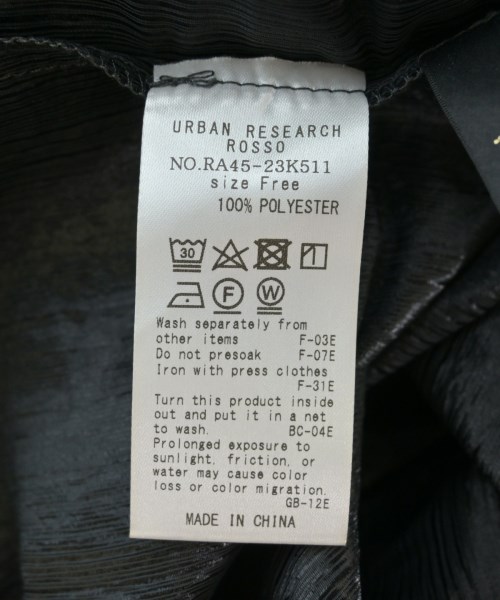 URBAN RESEARCH
ROSSO
NO.RA45-23K511
size Free
100% POLYESTER
30
F W
Wash separately from
other items F-03E
Do not presoak F-07E
Iron with press clothes
F-31E
Turn this product inside
out and put it in a net
to wash. BC-04E
Prolonged exposure to
sunlight, friction, or
water may cause color
loss or color migration.
GB-12E
MADE IN CHINA